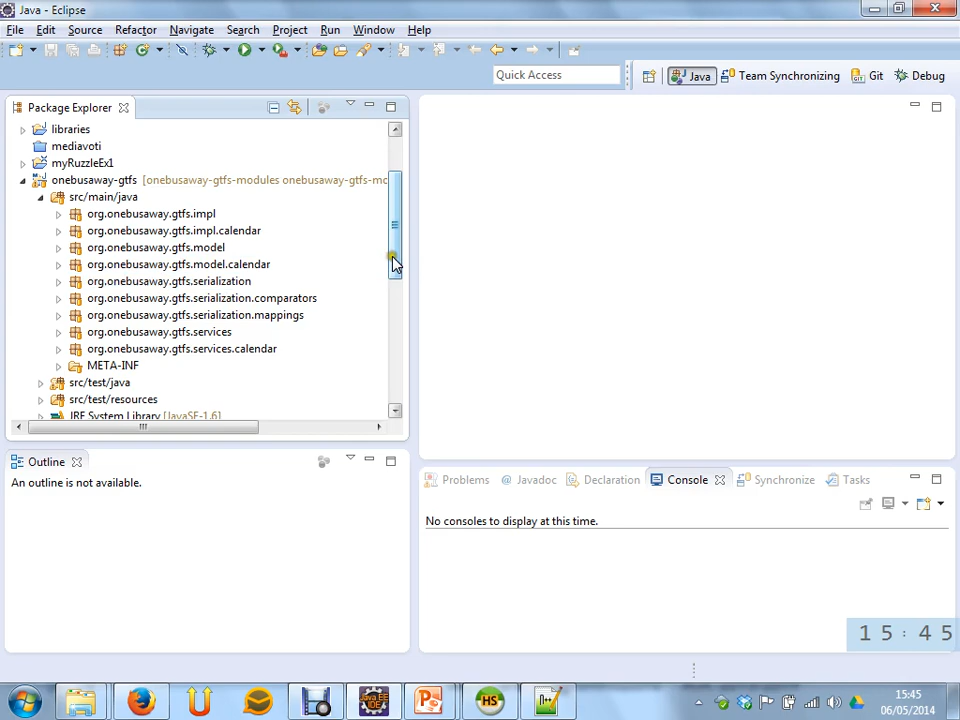 Java - Eclipse
File Edit Source Refactor Navigate Search Project Run Window Help
Quick Access
Java Team Synchronizing Git Debug
Package Explorer
libraries
mediavoti
myRuzzleEx1
onebusaway-gtfs [onebusaway-gtfs-modules onebusaway-gtfs-mo
src/main/java
org.onebusaway.gtfs.impl
org.onebusaway.gtfs.impl.calendar
org.onebusaway.gtfs.model
org.onebusaway.gtfs.model.calendar
org.onebusaway.gtfs.serialization
org.onebusaway.gtfs.serialization.comparators
org.onebusaway.gtfs.serialization.mappings
org.onebusaway.gtfs.services
org.onebusaway.gtfs.services.calendar
META-INF
src/test/java
src/test/resources
JRE System Library [JavaSE-1.6]
Outline
An outline is not available.
Problems Javadoc Declaration Console Synchronize Tasks
No consoles to display at this time.
15:45
Java EE
IDE
HS
15:45
06/05/2014